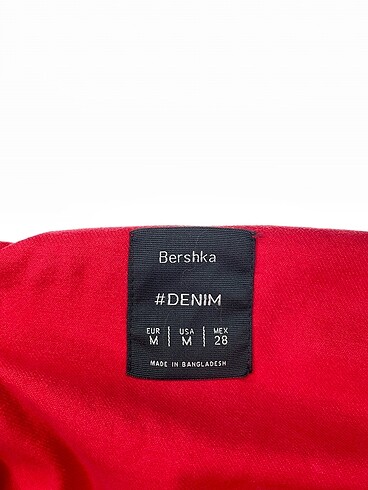 Bershka
#DENIM
EUR | USA | MEX
M | M | 28
MADE IN BANGLADESH